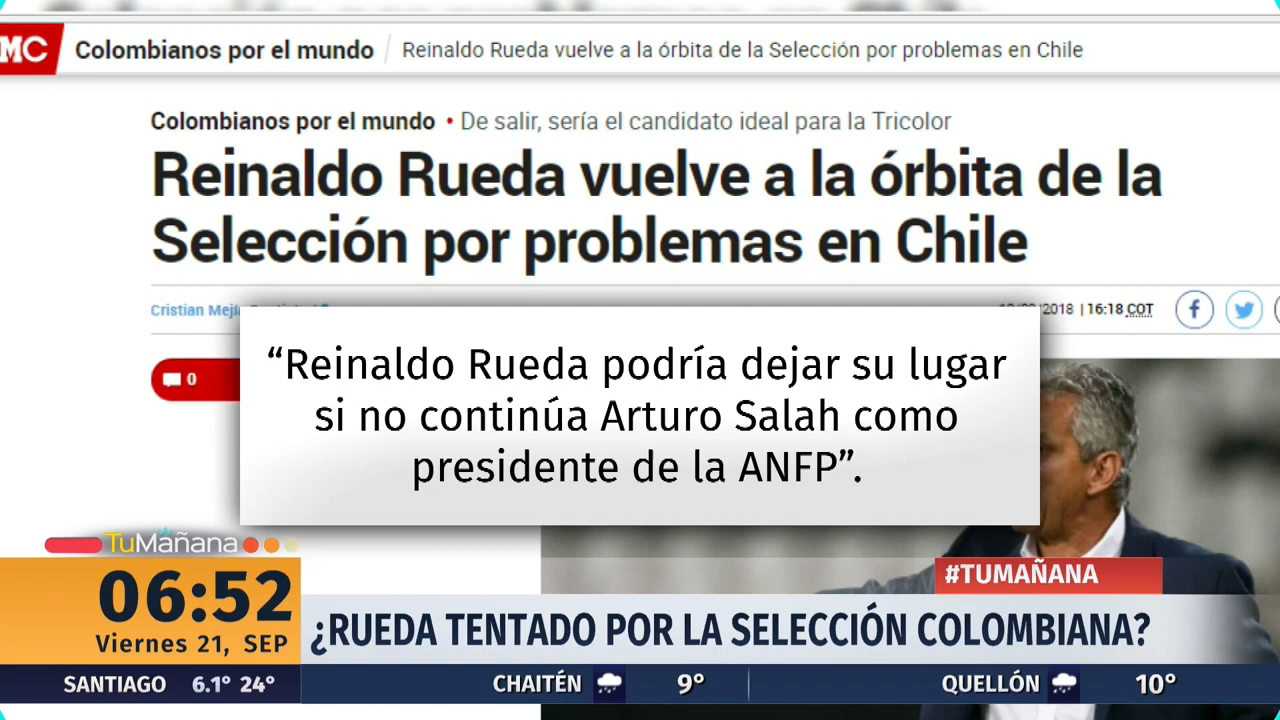 MC
Colombianos por el mundo
Reinaldo Rueda vuelve a la órbita de la Selección por problemas en Chile
Colombianos por el mundo • De salir, sería el candidato ideal para la Tricolor
Reinaldo Rueda vuelve a la órbita de la
Selección por problemas en Chile
Cristian
2018 | 16:18 COT
0
“Reinaldo Rueda podría dejar su lugar
si no continúa Arturo Salah como
presidente de la ANFP”.
TuMañana
06:52
Viernes 21, SEP
#TUMAÑANA
¿RUEDA TENTADO POR LA SELECCIÓN COLOMBIANA?
SANTIAGO 6.1° 24°
CHAITÉN 9°
QUELLÓN 10°